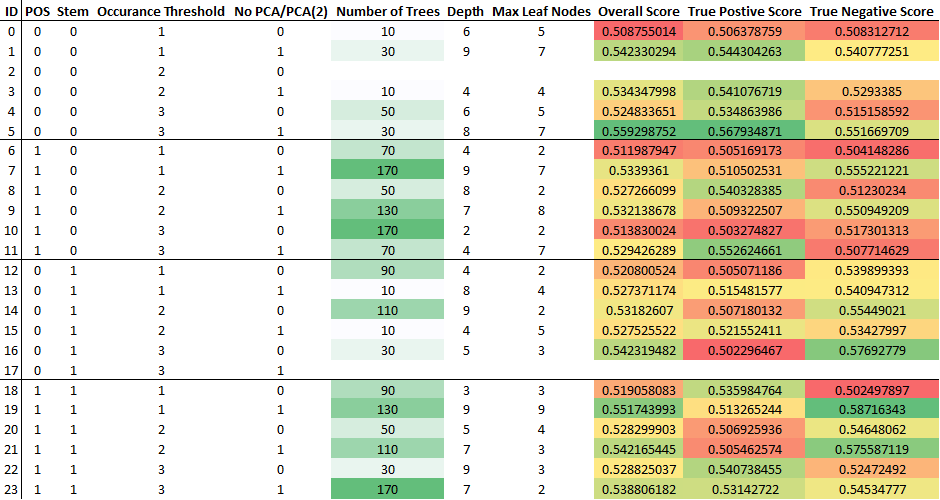 ID POS Stem Occurance Threshold No PCA/PCA(2) Number of Trees Depth Max Leaf Nodes Overall Score True Postive Score True Negative Score
0 0 0 1 0 10 6 5 0.508755014 0.506378759 0.508312712
1 0 0 1 1 30 9 7 0.542330294 0.544304263 0.540777251
2 0 0 2 0
3 0 0 2 1 10 4 4 0.534347998 0.541076719 0.5293385
4 0 0 3 0 50 6 5 0.524833651 0.534863986 0.515158592
5 0 0 3 1 30 8 7 0.559298752 0.567934871 0.551669709
6 1 0 1 0 70 4 2 0.511987947 0.505169173 0.504148286
7 1 0 1 1 170 9 7 0.5339361 0.510502531 0.555221221
8 1 0 2 0 50 8 2 0.527266099 0.540328385 0.51230234
9 1 0 2 1 130 7 8 0.532138678 0.509322507 0.550949209
10 1 0 3 0 170 2 2 0.513830024 0.503274827 0.517301313
11 1 0 3 1 70 4 7 0.529426289 0.552624661 0.507714629
12 0 1 1 0 90 4 2 0.520800524 0.505071186 0.539899393
13 0 1 1 1 10 8 4 0.527371174 0.515481577 0.540947312
14 0 1 2 0 110 9 2 0.53182607 0.507180132 0.55449021
15 0 1 2 1 10 4 5 0.527525522 0.521552411 0.53427997
16 0 1 3 0 30 5 3 0.542319482 0.502296467 0.57692779
17 0 1 3 1
18 1 1 1 0 90 3 3 0.519058083 0.535984764 0.502497897
19 1 1 1 1 130 9 9 0.551743993 0.513265244 0.58716343
20 1 1 2 0 50 5 4 0.528299903 0.506925936 0.54648062
21 1 1 2 1 110 7 3 0.542165445 0.505462574 0.575587119
22 1 1 3 0 30 9 3 0.528825037 0.540738455 0.52472492
23 1 1 3 1 170 7 2 0.538806182 0.53142722 0.54534777